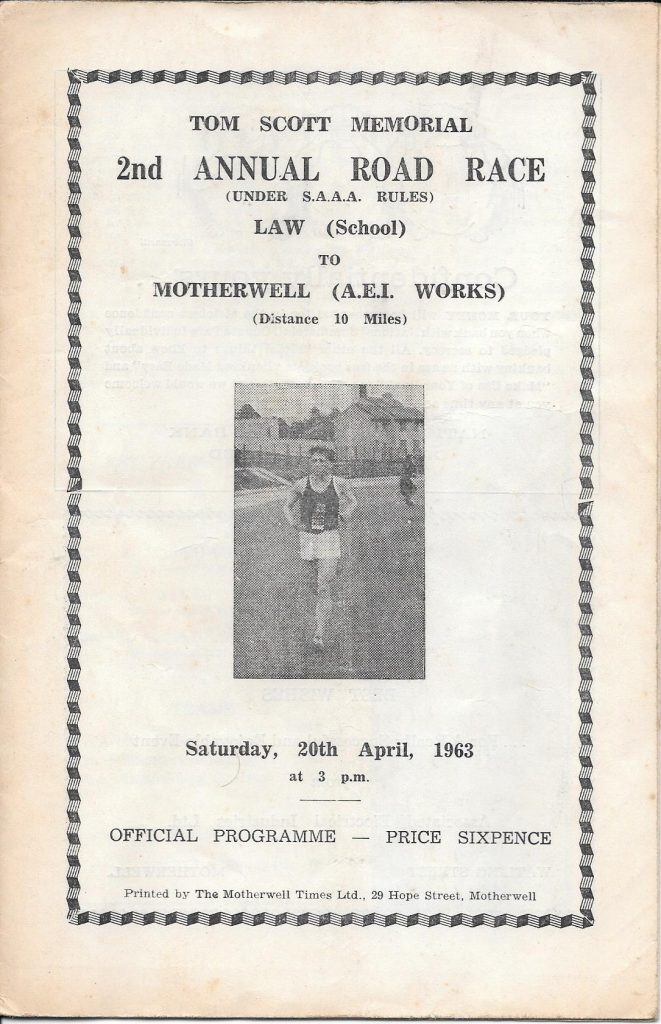 TOM SCOTT MEMORIAL
2nd ANNUAL ROAD RACE
(UNDER S.A.A.A. RULES)
LAW (School)
TO
MOTHERWELL (A.E.I. WORKS)
(Distance 10 Miles)
Saturday, 20th April, 1963
at 3 p.m.
OFFICIAL PROGRAMME — PRICE SIXPENCE
Printed by The Motherwell Times Ltd., 29 Hope Street, Motherwell